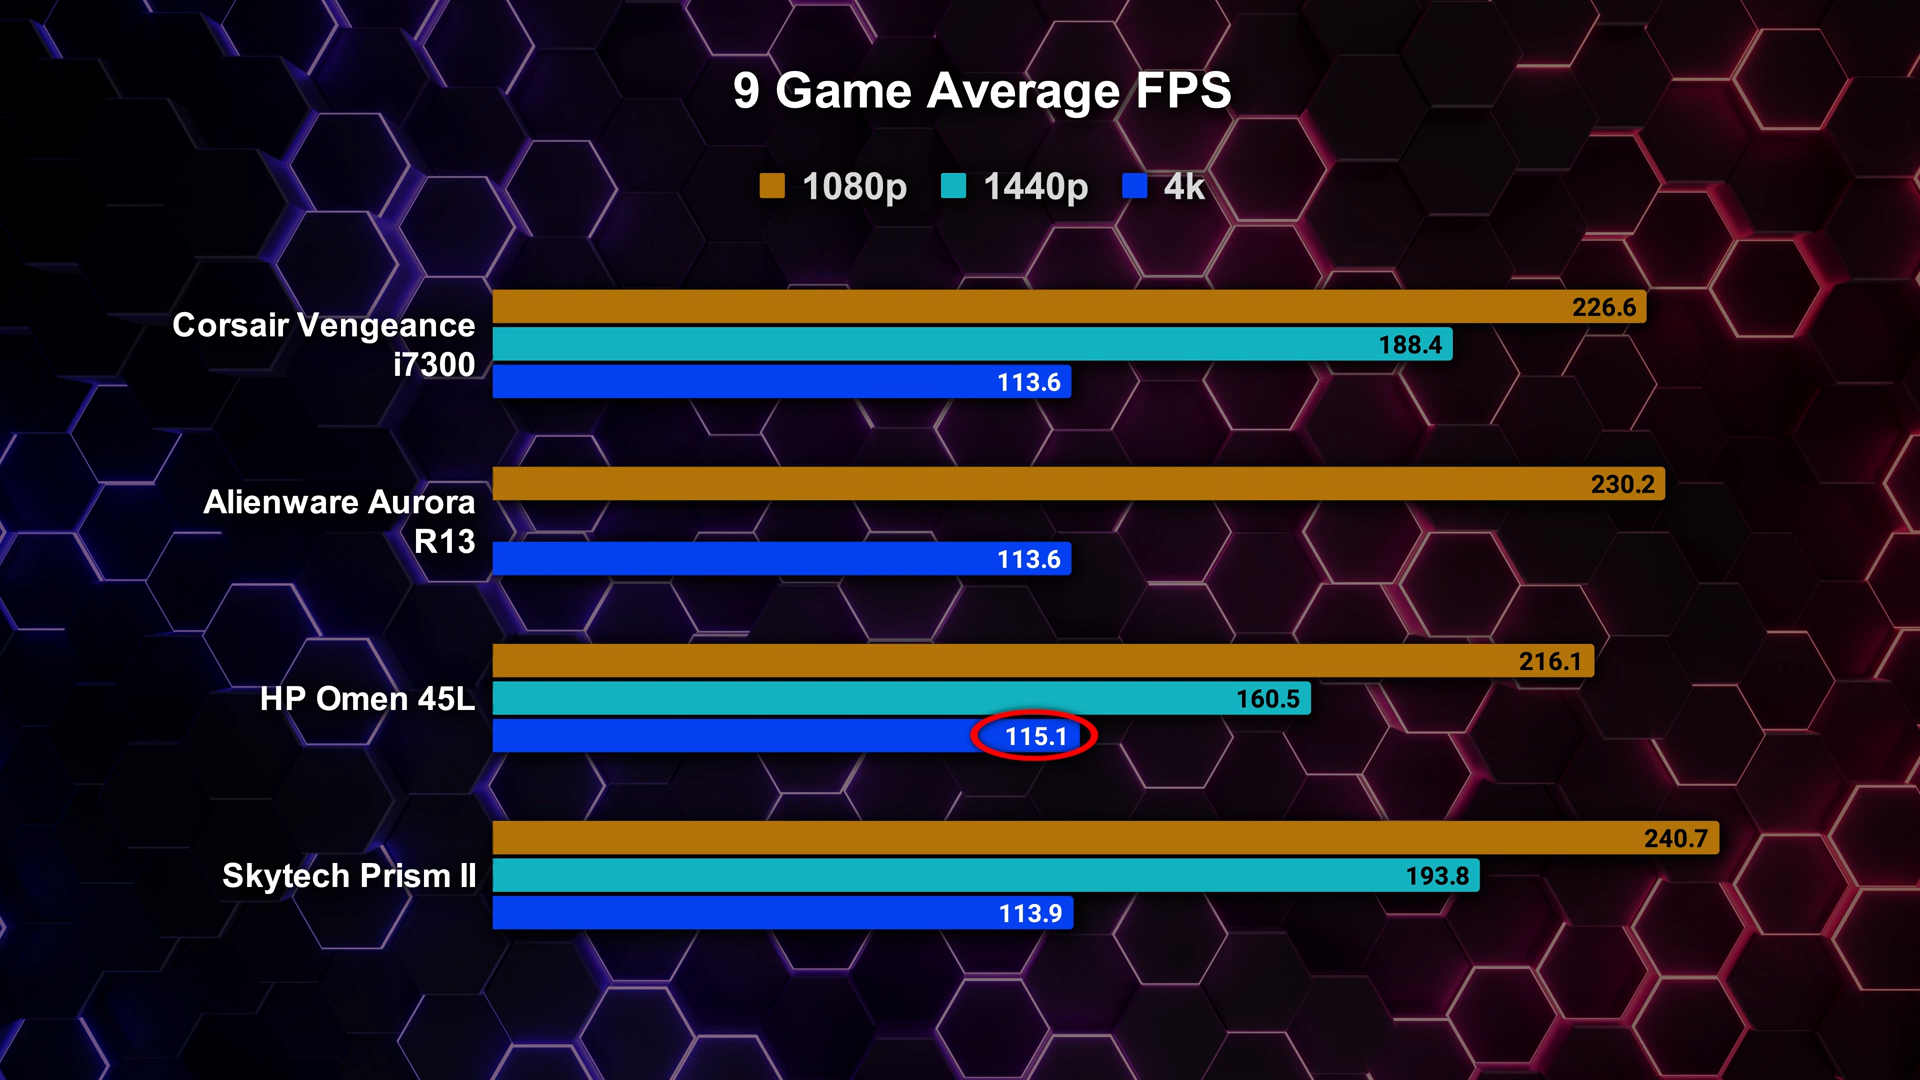 9 Game Average FPS
1080p 1440p 4k
Corsair Vengeance
i7300
226.6
188.4
113.6
Alienware Aurora
R13
230.2
113.6
HP Omen 45L
216.1
160.5
115.1
Skytech Prism II
240.7
193.8
113.9